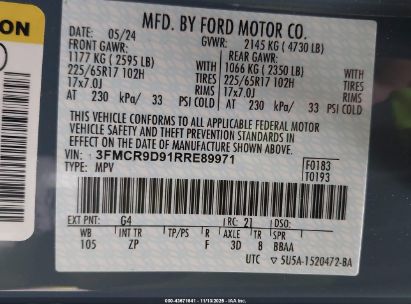 ON
MFD. BY FORD MOTOR CO.
05/24 GVWR: 2145 KG ( 4730 LB)
FRONT GAWR: REAR GAWR:
1177 KG ( 2595 LB) 1066 KG ( 2350 LB)
225/65R17 102H TIRES 225/65R17 102H TIRES
17x7.0J RIMS 17x7.0J RIMS
AT 230 kPa/ 33 PSI COLD AT 230 kPa/ 33 PSI COLD
THIS VEHICLE CONFORMS TO ALL APPLICABLE FEDERAL MOTOR
VEHICLE SAFETY AND THEFT PREVENTION STANDARDS IN
EFFECT ON THE DATE OF MANUFACTURE SHOWN ABOVE.
VIN: 3FMCR9D91RRE89971 F0183
TYPE: MPV T0193
EXT PNT: G4 RC: 21 DSO:
WB INT TR TP/PS R AXLE TR SPR
105 ZP F 3D 8 BBAA
UTC ▽ 5U5A-1520472-BA